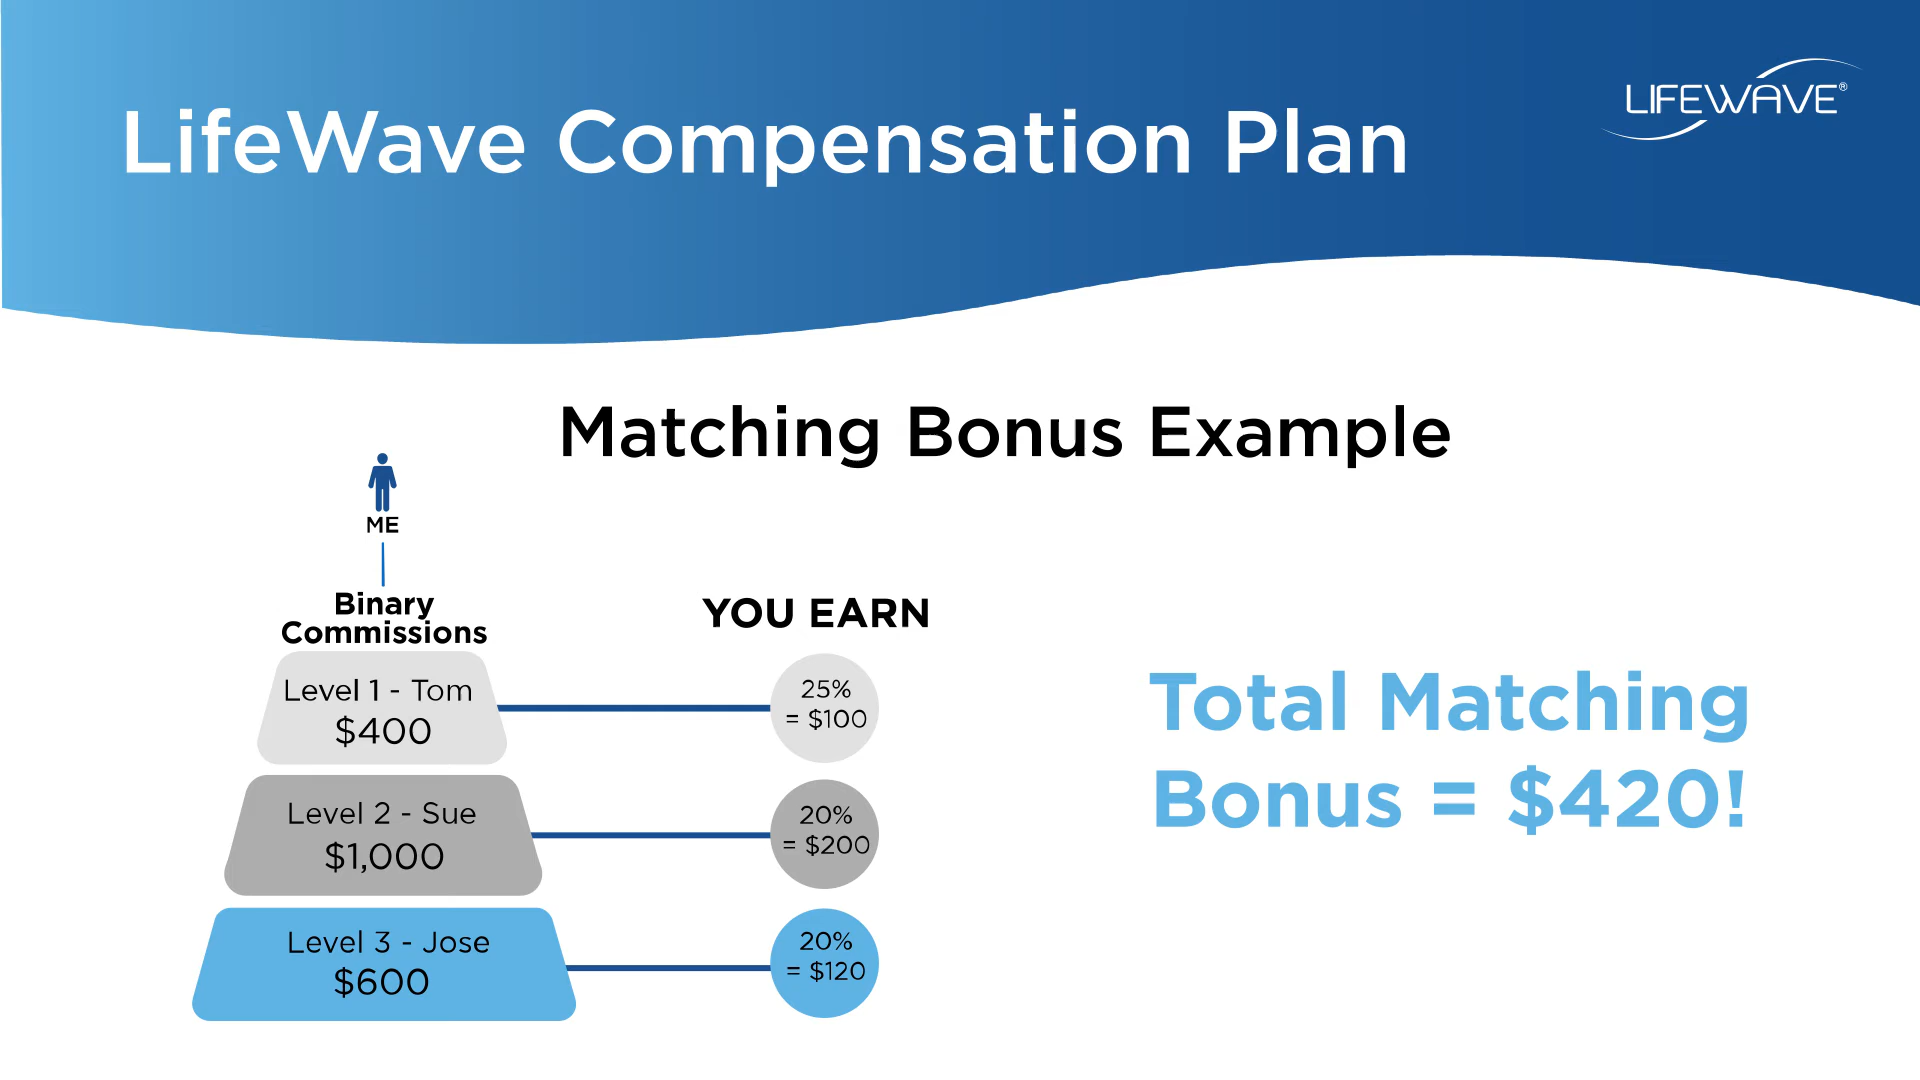 LifeWave Compensation Plan
LIFEWAVE®
Matching Bonus Example
ME
Binary
Commissions
YOU EARN
Level 1 - Tom
$400
25%
= $100
Level 2 - Sue
$1,000
20%
= $200
Level 3 - Jose
$600
20%
= $120
Total Matching
Bonus = $420!